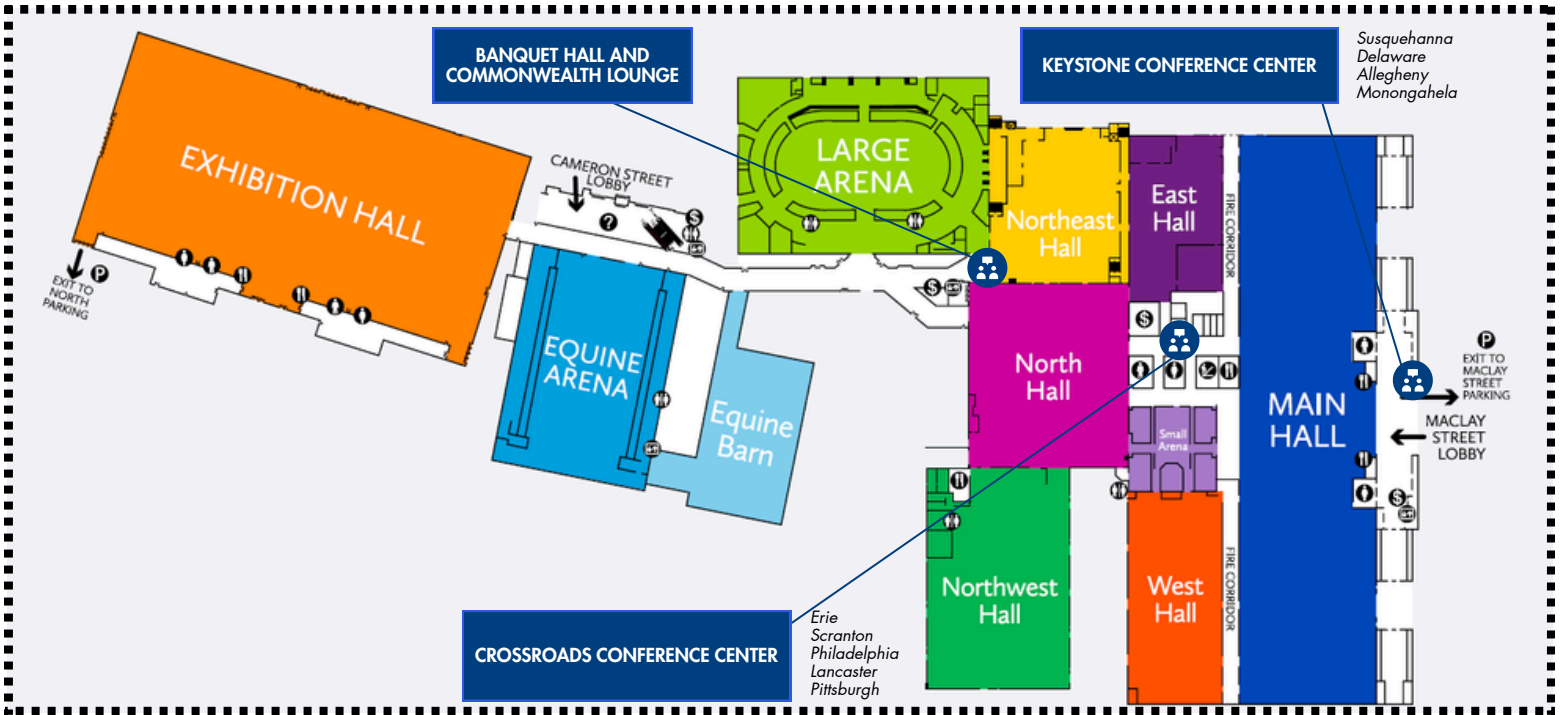 BANQUET HALL AND
COMMONWEALTH LOUNGE
KEYSTONE CONFERENCE CENTER
Susquehanna
Delaware
Allegheny
Monongahela
EXHIBITION HALL
CAMERON STREET
LOBBY
?
$
LARGE
ARENA
Northeast
Hall
East
Hall
FIRE CORRIDOR
P
EXIT TO
NORTH
PARKING
EQUINE
ARENA
Equine
Barn
$
$
North
Hall
MAIN
HALL
P
EXIT TO
MACLAY
STREET
PARKING
MACLAY
STREET
LOBBY
Small
Arena
$
Northwest
Hall
West
Hall
FIRE CORRIDOR
CROSSROADS CONFERENCE CENTER
Erie
Scranton
Philadelphia
Lancaster
Pittsburgh